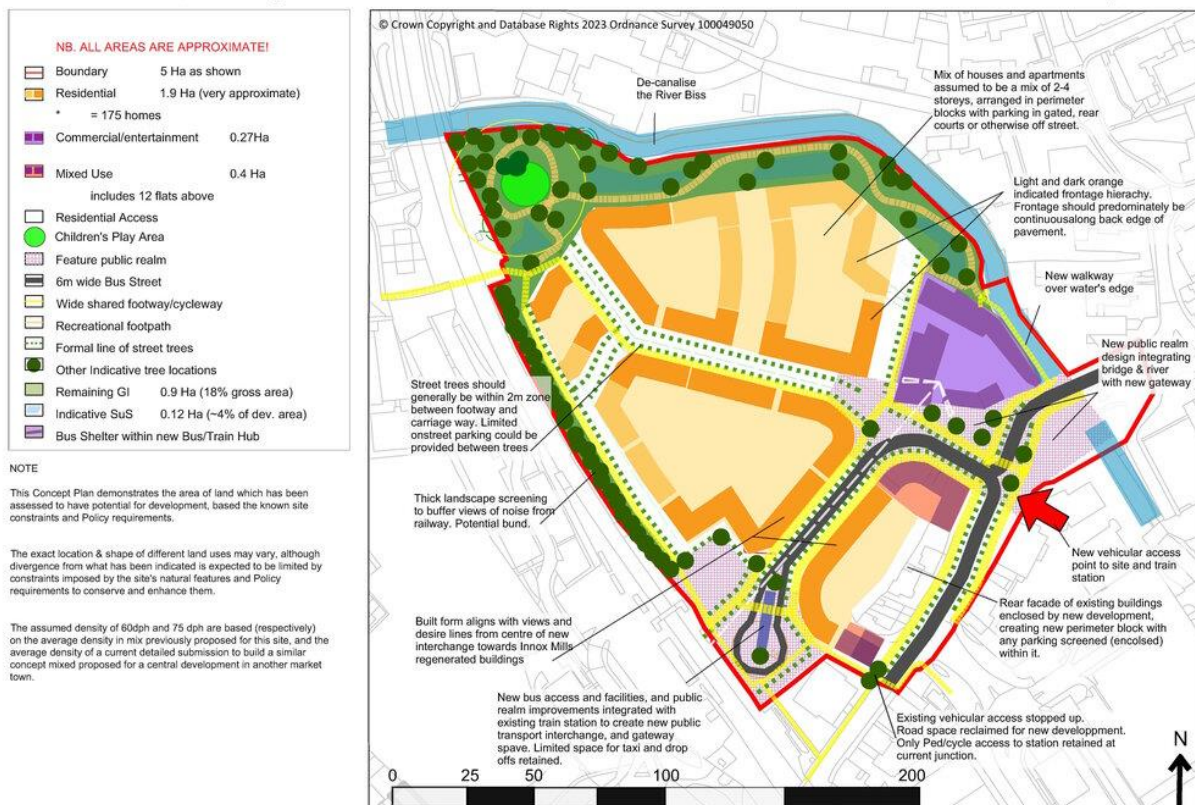 NB. ALL AREAS ARE APPROXIMATE!
Boundary 5 Ha as shown
Residential 1.9 Ha (very approximate)
* = 175 homes
Commercial/entertainment 0.27Ha
Mixed Use 0.4 Ha
includes 12 flats above
Residential Access
Children's Play Area
Feature public realm
6m wide Bus Street
Wide shared footway/cycleway
Recreational footpath
Formal line of street trees
Other Indicative tree locations
Remaining GI 0.9 Ha (18% gross area)
Indicative SuS 0.12 Ha (~4% of dev. area)
Bus Shelter within new Bus/Train Hub
NOTE
This Concept Plan demonstrates the area of land which has been
assessed to have potential for development, based the known site
constraints and Policy requirements.
The exact location & shape of different land uses may vary, although
divergence from what has been indicated is expected to be limited by
constraints imposed by the site's natural features and Policy
requirements to conserve and enhance them.
The assumed density of 60dph and 75 dph are based (respectively)
on the average density in mix previously proposed for this site, and the
average density of a current detailed submission to build a similar
concept mixed proposed for a central development in another market
town.
© Crown Copyright and Database Rights 2023 Ordnance Survey 100049050
De-canalise
the River Biss
Mix of houses and apartments
assumed to be a mix of 2-4
storeys, arranged in perimeter
blocks with parking in gated, rear
courts or otherwise off street.
Light and dark orange
indicated frontage hierarchy.
Frontage should predominately be
continuousalong back edge of
pavement.
New walkway
over water's edge
New public realm
design integrating
bridge & river
with new gateway
Street trees should
generally be within 2m zone
between footway and
carriage way. Limited
onstreet parking could be
provided between trees
Thick landscape screening
to buffer views of noise from
railway. Potential bund.
New vehicular access
point to site and train
station
Built form aligns with views and
desire lines from centre of new
interchange towards Innox Mills
regenerated buildings
Rear facade of existing buildings
enclosed by new development,
creating new perimeter block with
any parking screened (encolsed)
within it.
New bus access and facilities, and public
realm improvements integrated with
existing train station to create new public
transport interchange, and gateway
spave. Limited space for taxi and drop
offs retained.
Existing vehicular access stopped up.
Road space reclaimed for new developpment.
Only Ped/cycle access to station retained at
current junction.
N
0 25 50 100 200